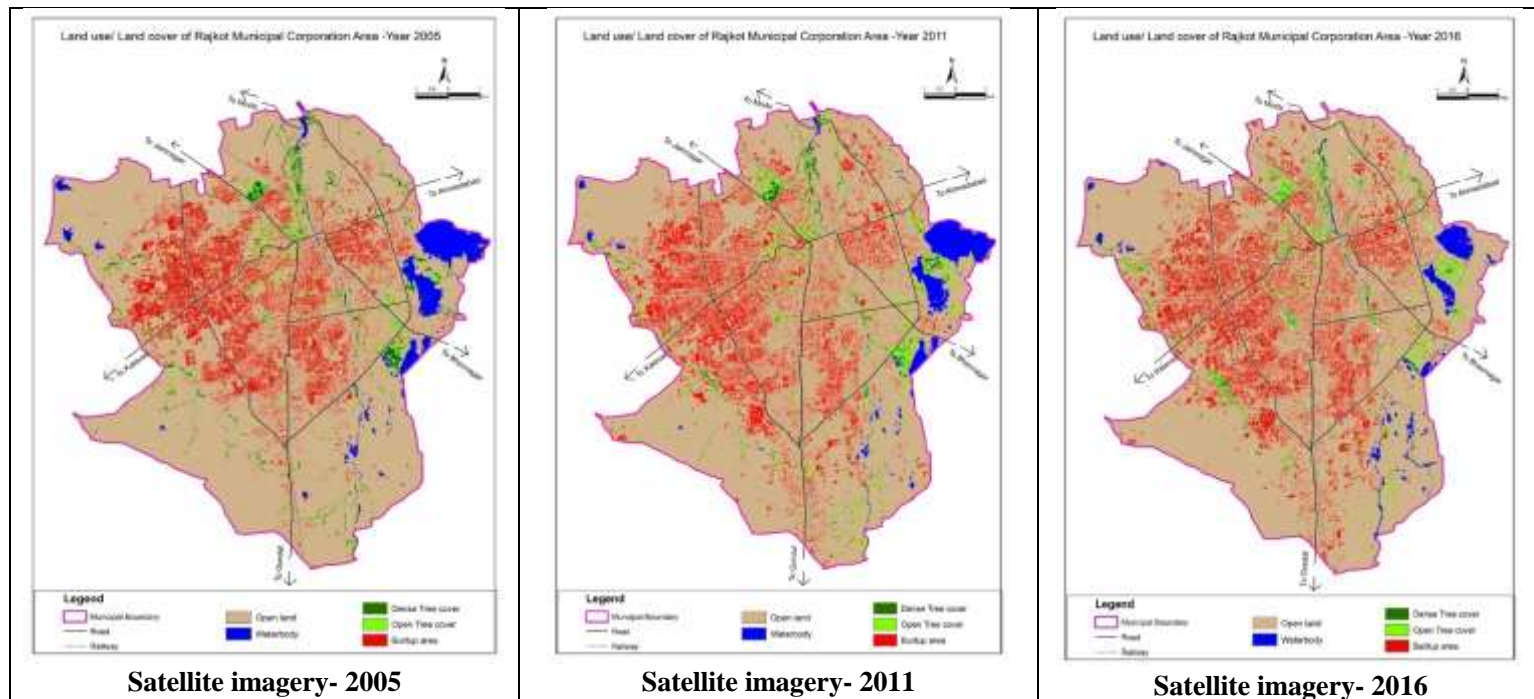 Land use/ Land cover of Rajkot Municipal Corporation Area -Year 2005
N
To Morbi
To Jamnagar
To Ahmedabad
To Bhavnagar
To Gondal
Legend
Municipal Boundary
Road
Railway
Open land
Waterbody
Dense Tree cover
Open Tree cover
Builtup area
Satellite imagery- 2005
Land use/ Land cover of Rajkot Municipal Corporation Area -Year 2011
N
To Morbi
To Jamnagar
To Ahmedabad
To Bhavnagar
To Gondal
Legend
Municipal Boundary
Road
Railway
Open land
Waterbody
Dense Tree cover
Open Tree cover
Builtup area
Satellite imagery- 2011
Land use/ Land cover of Rajkot Municipal Corporation Area -Year 2016
N
To Morbi
To Jamnagar
To Ahmedabad
To Bhavnagar
To Gondal
Legend
Municipal Boundary
Road
Railway
Open land
Waterbody
Dense Tree cover
Open Tree cover
Builtup area
Satellite imagery- 2016